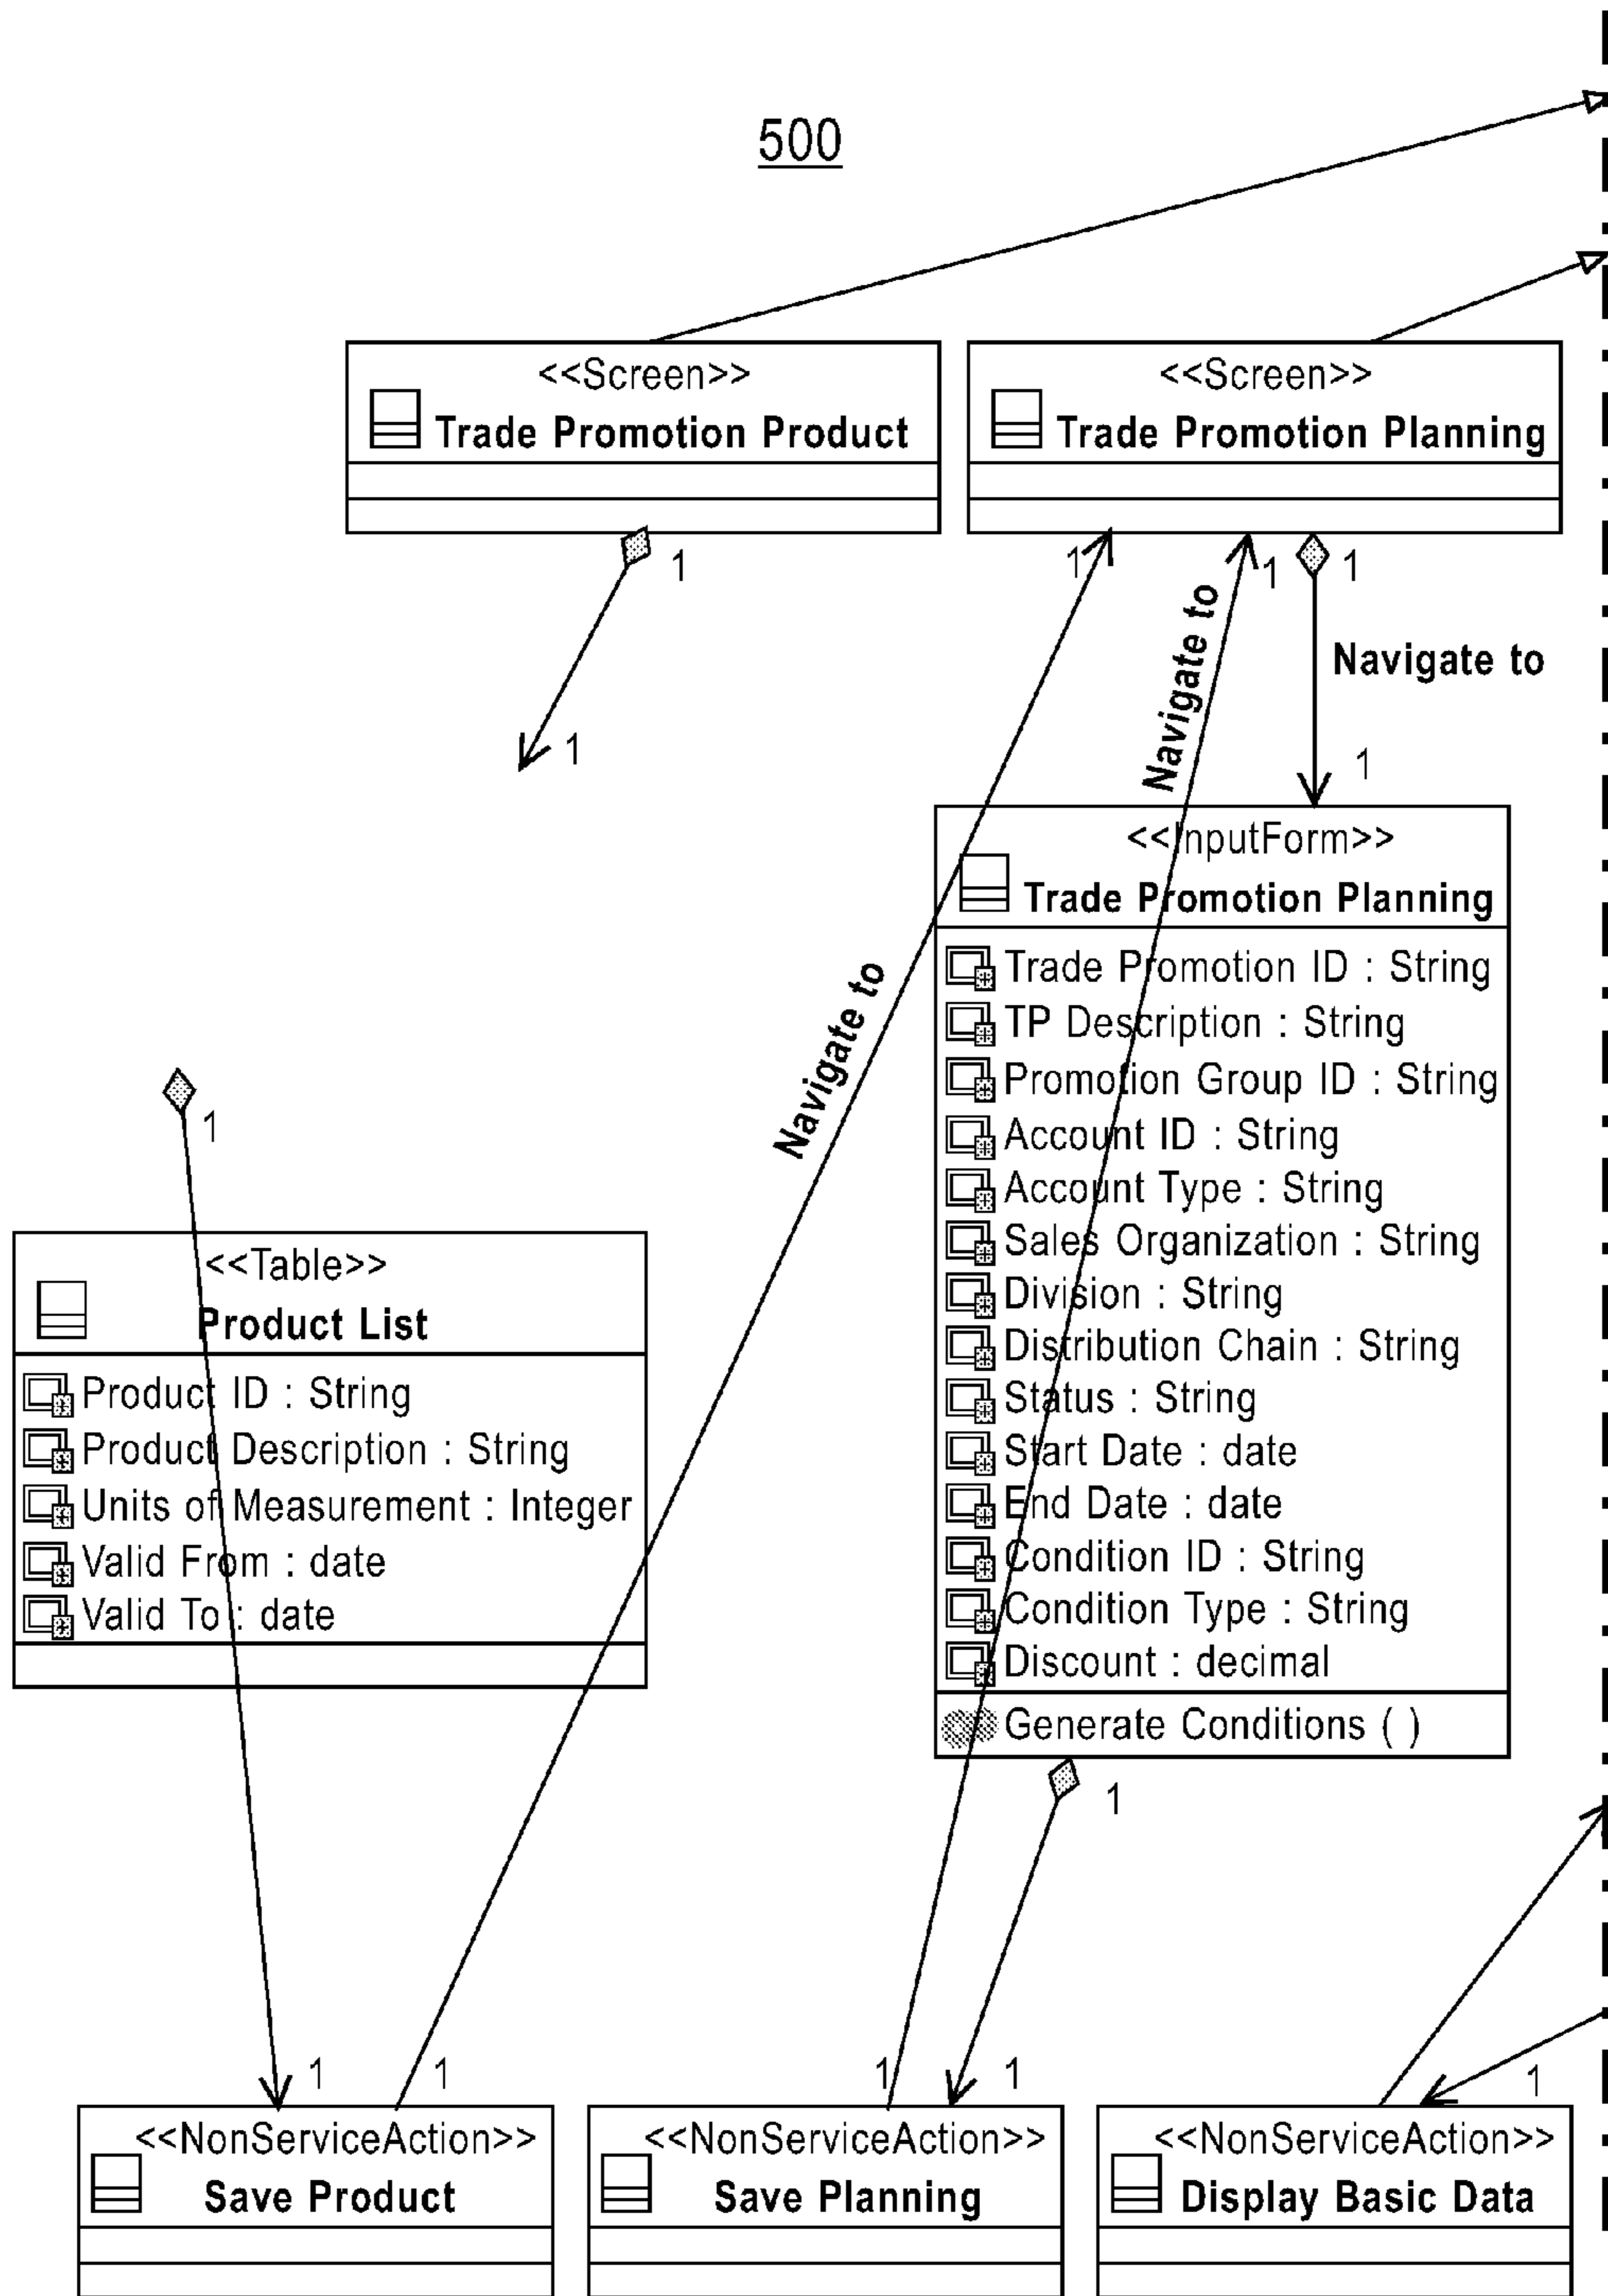 500
<<Screen>>
Trade Promotion Product
<<Screen>>
Trade Promotion Planning
1
1
1
1
Navigate to
Navigate to
1
1
<<InputForm>>
Trade Promotion Planning
Trade Promotion ID : String
TP Description : String
Promotion Group ID : String
Account ID : String
Account Type : String
Sales Organization : String
Division : String
Distribution Chain : String
Status : String
Start Date : date
End Date : date
Condition ID : String
Condition Type : String
Discount : decimal
Generate Conditions ( )
Navigate to
1
<<Table>>
Product List
Product ID : String
Product Description : String
Units of Measurement : Integer
Valid From : date
Valid To : date
1
1
1
1
1
1
<<NonServiceAction>>
Save Product
<<NonServiceAction>>
Save Planning
<<NonServiceAction>>
Display Basic Data